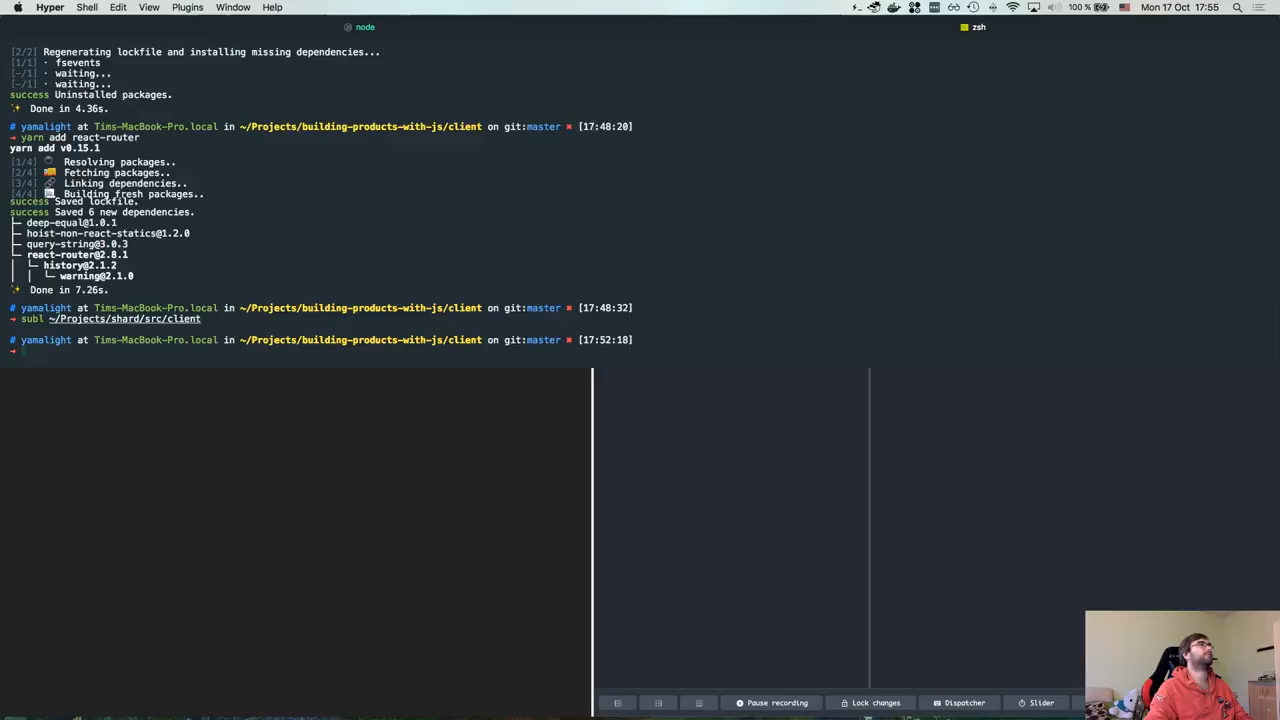 Hyper Shell Edit View Plugins Window Help 100 % Mon 17 Oct 17:55
node zsh
[2/2] Regenerating lockfile and installing missing dependencies...
[1/1] · fsevents
[-/1] · waiting...
[-/1] · waiting...
success Uninstalled packages.
✨ Done in 4.36s.
# yamalight at Tims-MacBook-Pro.local in ~/Projects/building-products-with-js/client on git:master ✖ [17:48:20]
➜ yarn add react-router
yarn add v0.15.1
[1/4] Resolving packages..
[2/4] 🚚 Fetching packages..
[3/4] 🔗 Linking dependencies..
[4/4] 📃 Building fresh packages..
success Saved lockfile.
success Saved 6 new dependencies.
├─ deep-equal@1.0.1
├─ hoist-non-react-statics@1.2.0
├─ query-string@3.0.3
└─ react-router@2.8.1
│ └─ history@2.1.2
│ │ └─ warning@2.1.0
✨ Done in 7.26s.
# yamalight at Tims-MacBook-Pro.local in ~/Projects/building-products-with-js/client on git:master ✖ [17:48:32]
➜ subl ~/Projects/shard/src/client
# yamalight at Tims-MacBook-Pro.local in ~/Projects/building-products-with-js/client on git:master ✖ [17:52:18]
➜
Pause recording Lock changes Dispatcher Slider